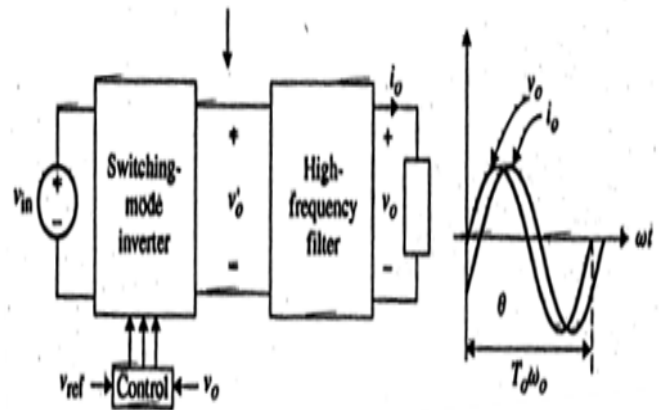 v_in
+
−
Switching-
mode
inverter
+
v'_o
=
High-
frequency
filter
i_o
+
v_o
−
v_ref
Control
v_o
v_o
i_o
ωt
θ
T_oω_o